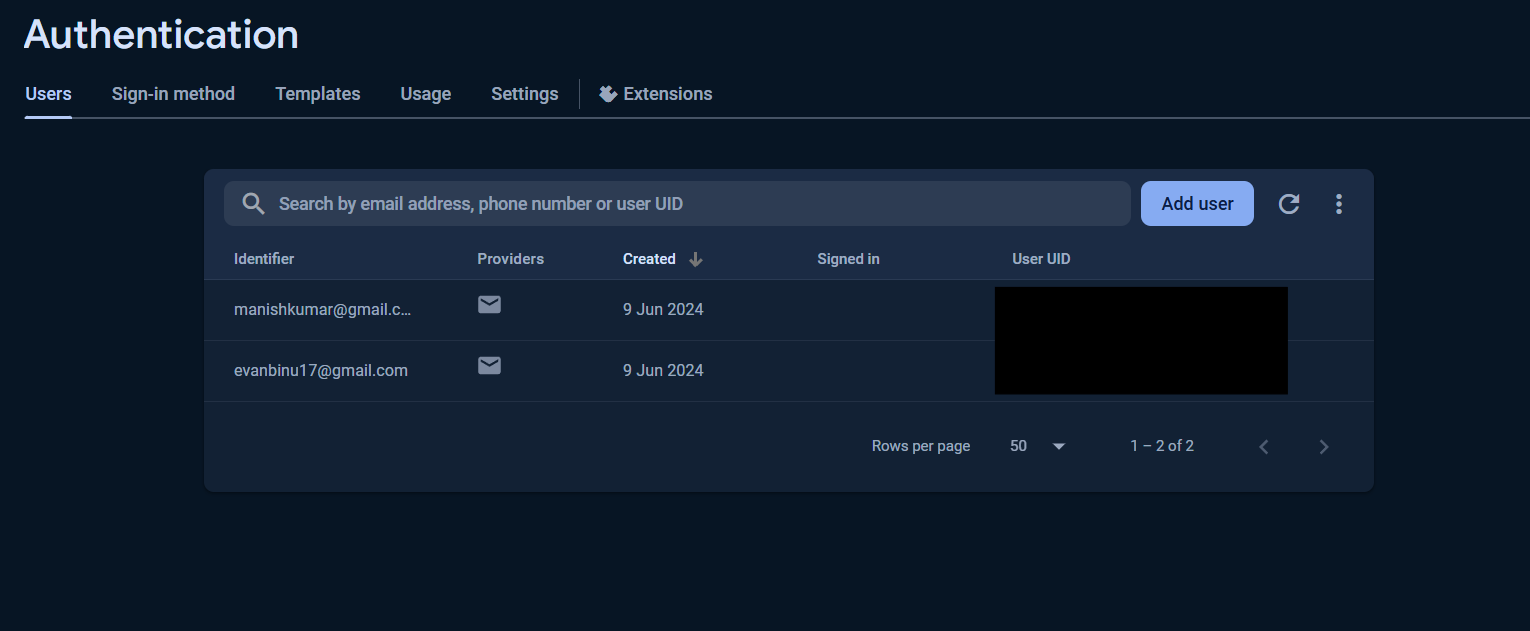 Authentication
Users Sign-in method Templates Usage Settings Extensions
Search by email address, phone number or user UID Add user
Identifier Providers Created Signed in User UID
manishkumar@gmail.c... 9 Jun 2024
evanbinu17@gmail.com 9 Jun 2024
Rows per page 50 1 – 2 of 2